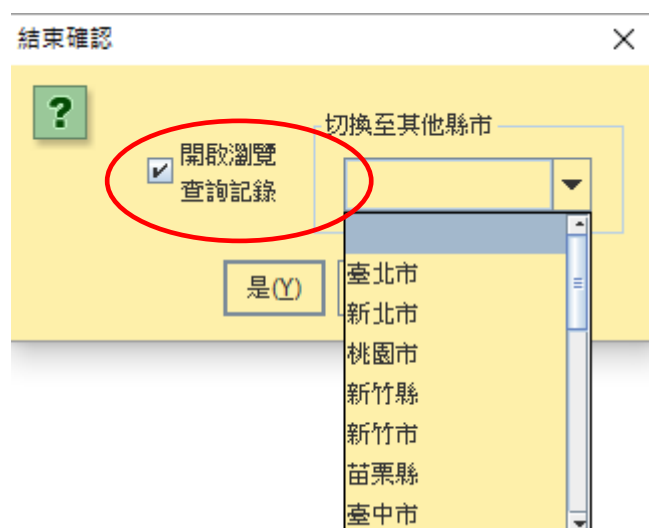 結束確認
切換至其他縣市
開啟瀏覽
查詢記錄
是(Y)
臺北市
新北市
桃園市
新竹縣
新竹市
苗栗縣
臺中市